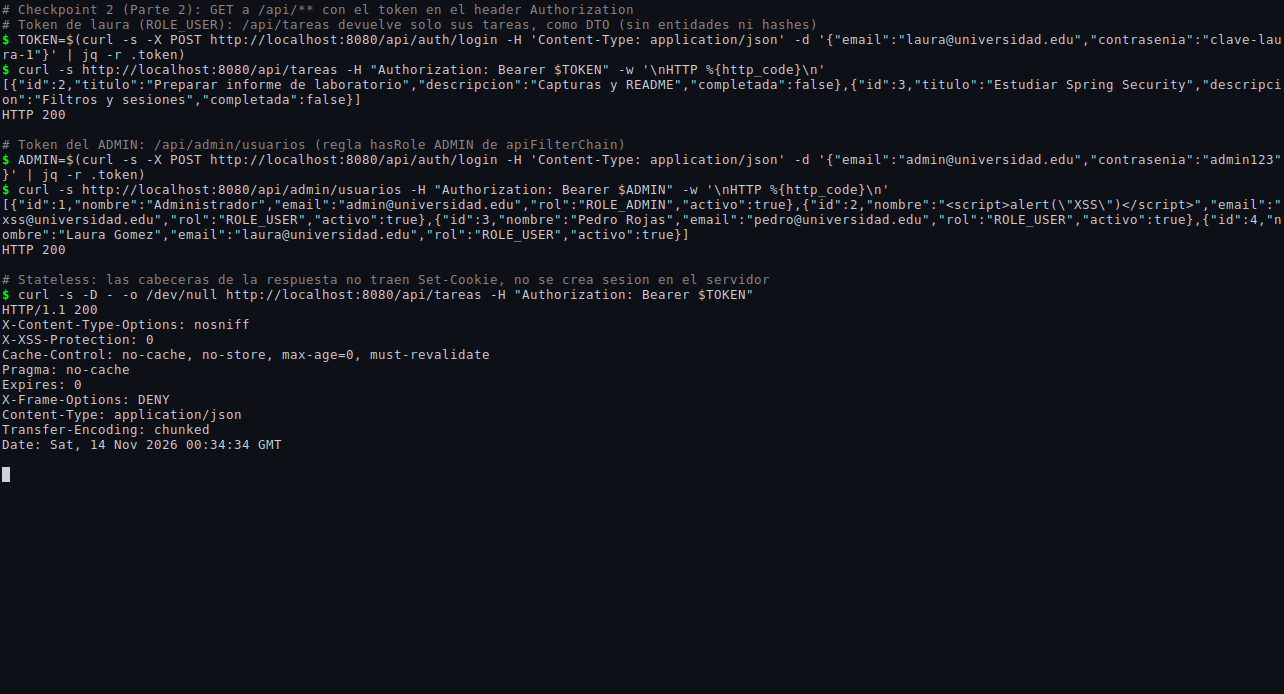 # Checkpoint 2 (Parte 2): GET a /api/** con el token en el header Authorization
# Token de laura (ROLE_USER): /api/tareas devuelve solo sus tareas, como DTO (sin entidades ni hashes)
$ TOKEN=$(curl -s -X POST http://localhost:8080/api/auth/login -H 'Content-Type: application/json' -d '{"email":"laura@universidad.edu","contrasenia":"clave-lau
ra-1"}' | jq -r .token)
$ curl -s http://localhost:8080/api/tareas -H "Authorization: Bearer $TOKEN" -w '\nHTTP %{http_code}\n'
[{"id":2,"titulo":"Preparar informe de laboratorio","descripcion":"Capturas y README","completada":false},{"id":3,"titulo":"Estudiar Spring Security","descripci
on":"Filtros y sesiones","completada":false}]
HTTP 200
# Token del ADMIN: /api/admin/usuarios (regla hasRole ADMIN de apiFilterChain)
$ ADMIN=$(curl -s -X POST http://localhost:8080/api/auth/login -H 'Content-Type: application/json' -d '{"email":"admin@universidad.edu","contrasenia":"admin123"
}' | jq -r .token)
$ curl -s http://localhost:8080/api/admin/usuarios -H "Authorization: Bearer $ADMIN" -w '\nHTTP %{http_code}\n'
[{"id":1,"nombre":"Administrador","email":"admin@universidad.edu","rol":"ROLE_ADMIN","activo":true},{"id":2,"nombre":"<script>alert(\"XSS\")</script>","email":"
xss@universidad.edu","rol":"ROLE_USER","activo":true},{"id":3,"nombre":"Pedro Rojas","email":"pedro@universidad.edu","rol":"ROLE_USER","activo":true},{"id":4,"n
ombre":"Laura Gomez","email":"laura@universidad.edu","rol":"ROLE_USER","activo":true}]
HTTP 200
# Stateless: las cabeceras de la respuesta no traen Set-Cookie, no se crea sesion en el servidor
$ curl -s -D - -o /dev/null http://localhost:8080/api/tareas -H "Authorization: Bearer $TOKEN"
HTTP/1.1 200
X-Content-Type-Options: nosniff
X-XSS-Protection: 0
Cache-Control: no-cache, no-store, max-age=0, must-revalidate
Pragma: no-cache
Expires: 0
X-Frame-Options: DENY
Content-Type: application/json
Transfer-Encoding: chunked
Date: Sat, 14 Nov 2026 00:34:34 GMT